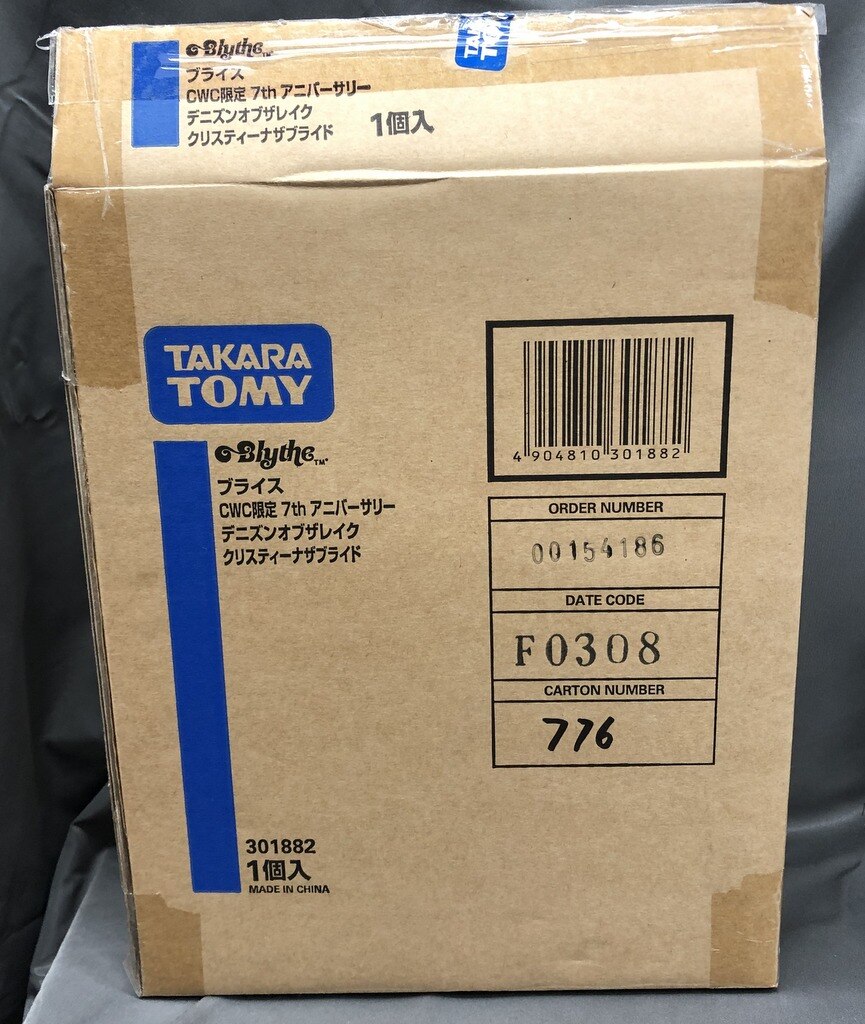 Blythe™
ブライス
CWC限定 7th アニバーサリー
デニズンオブザレイク
クリスティーナザブライド
1個入
TAKARA
TOMY
TAKARA
TOMY
Blythe™
ブライス
CWC限定 7th アニバーサリー
デニズンオブザレイク
クリスティーナザブライド
4 904810 301882
ORDER NUMBER
00154186
DATE CODE
F0308
CARTON NUMBER
776
301882
1個入
MADE IN CHINA